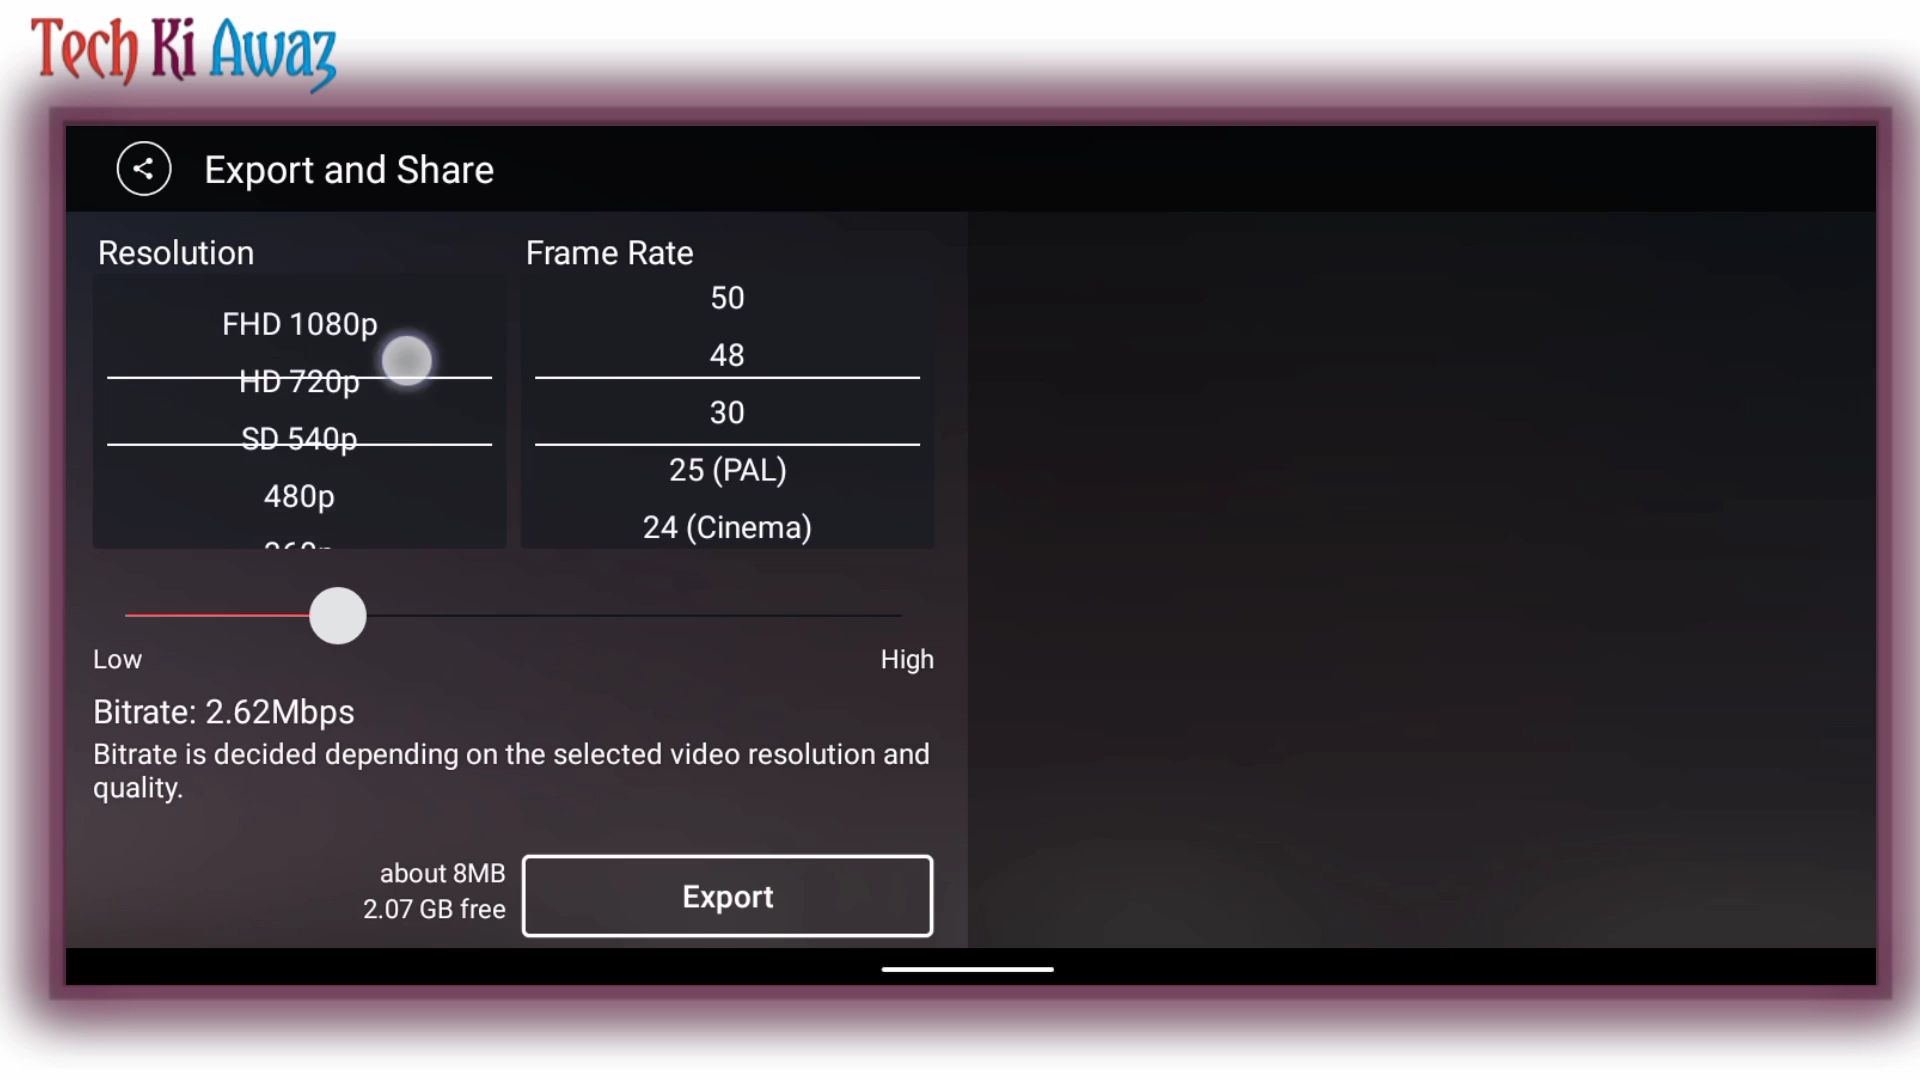 Tech Ki Awaz
Export and Share
Resolution
Frame Rate
FHD 1080p
HD 720p
SD 540p
480p
50
48
30
25 (PAL)
24 (Cinema)
Low
High
Bitrate: 2.62Mbps
Bitrate is decided depending on the selected video resolution and
quality.
about 8MB
2.07 GB free
Export